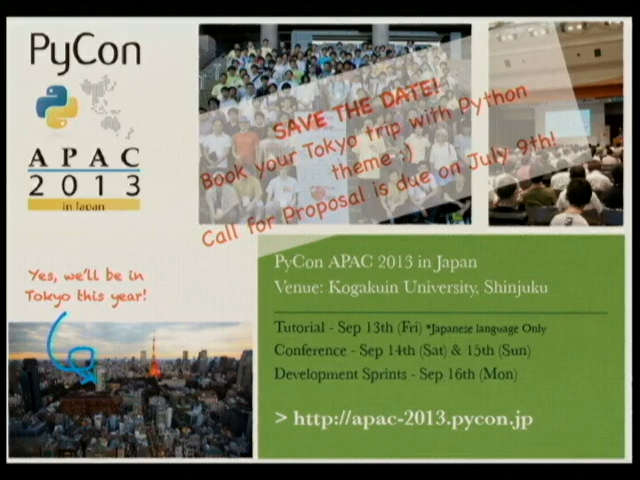 PyCon
APAC
2013
in Japan
SAVE THE DATE!
Book your Tokyo trip with Python
theme :)
Call for Proposal is due on July 9th!
Yes, we'll be in
Tokyo this year!
PyCon APAC 2013 in Japan
Venue: Kogakuin University, Shinjuku
Tutorial - Sep 13th (Fri) *Japanese language Only
Conference - Sep 14th (Sat) & 15th (Sun)
Development Sprints - Sep 16th (Mon)
> http://apac-2013.pycon.jp